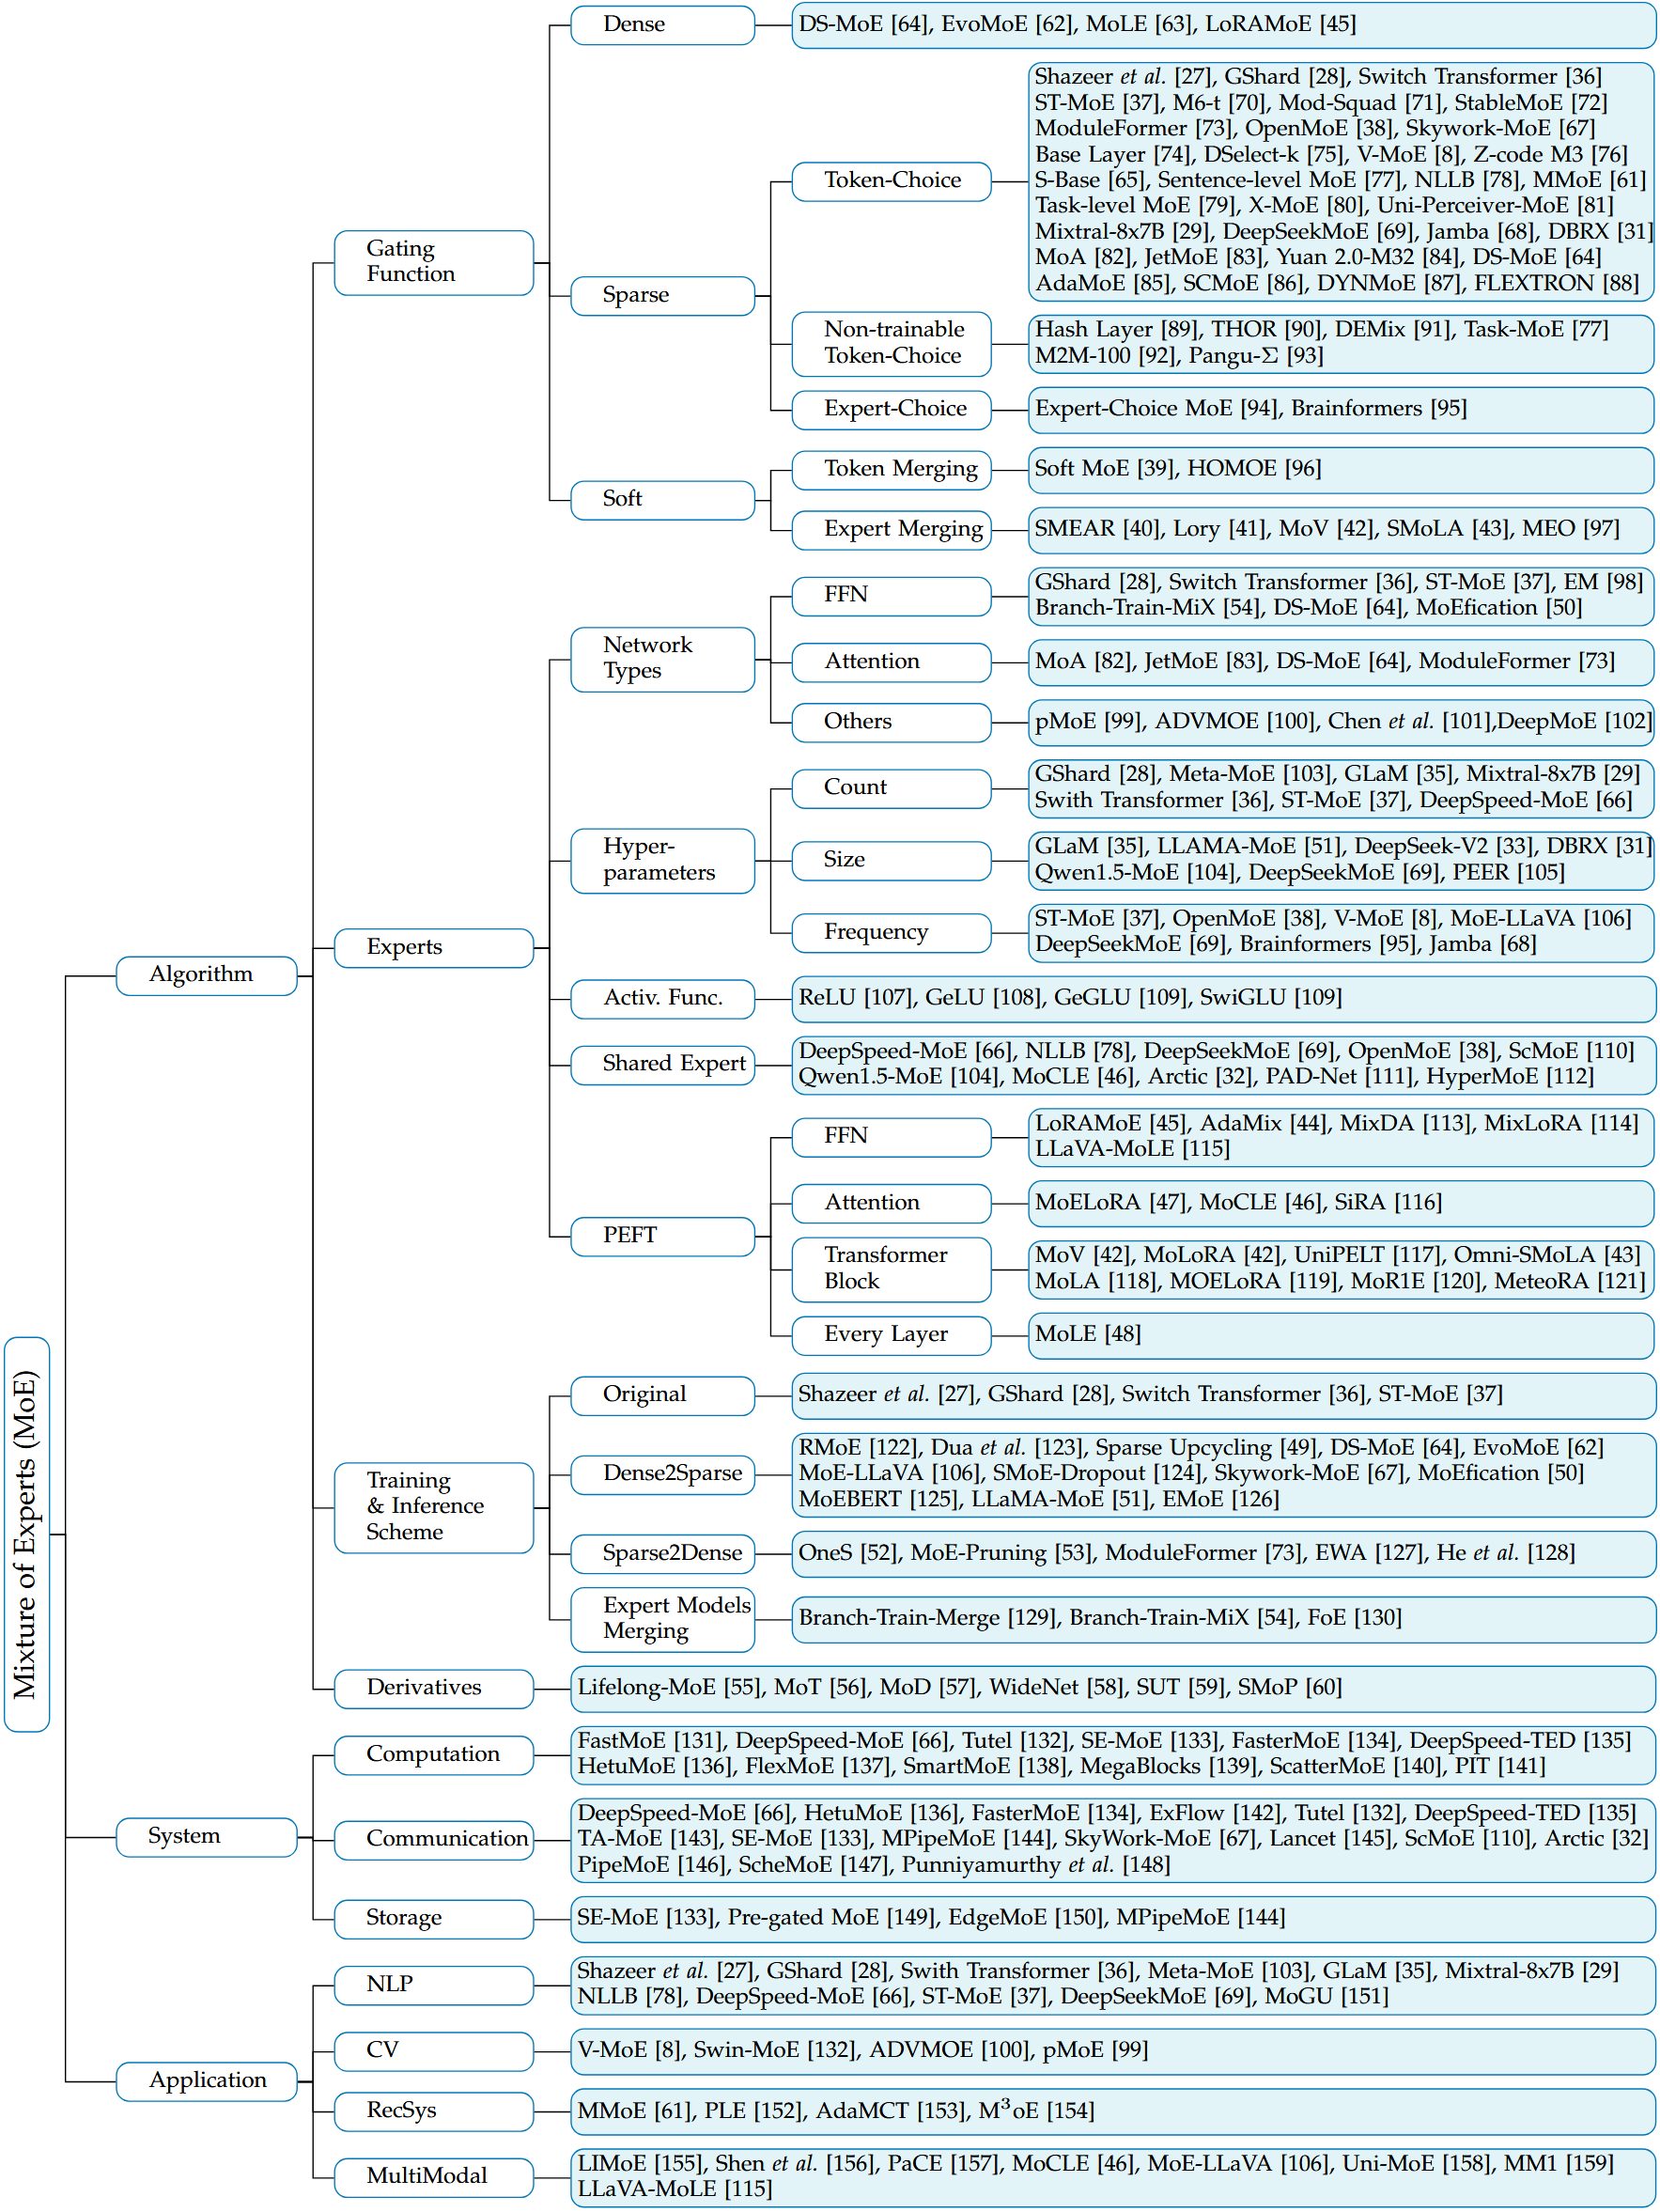 Mixture of Experts (MoE)
Algorithm
Gating
Function
Dense
DS-MoE [64], EvoMoE [62], MoLE [63], LoRAMoE [45]
Sparse
Token-Choice
Shazeer et al. [27], GShard [28], Switch Transformer [36]
ST-MoE [37], M6-t [70], Mod-Squad [71], StableMoE [72]
ModuleFormer [73], OpenMoE [38], Skywork-MoE [67]
Base Layer [74], DSelect-k [75], V-MoE [8], Z-code M3 [76]
S-Base [65], Sentence-level MoE [77], NLLB [78], MMoE [61]
Task-level MoE [79], X-MoE [80], Uni-Perceiver-MoE [81]
Mixtral-8x7B [29], DeepSeekMoE [69], Jamba [68], DBRX [31]
MoA [82], JetMoE [83], Yuan 2.0-M32 [84], DS-MoE [64]
AdaMoE [85], SCMoE [86], DYNMoE [87], FLEXTRON [88]
Non-trainable
Token-Choice
Hash Layer [89], THOR [90], DEMix [91], Task-MoE [77]
M2M-100 [92], Pangu-Σ [93]
Expert-Choice
Expert-Choice MoE [94], Brainformers [95]
Soft
Token Merging
Soft MoE [39], HOMOE [96]
Expert Merging
SMEAR [40], Lory [41], MoV [42], SMoLA [43], MEO [97]
Experts
Network
Types
FFN
GShard [28], Switch Transformer [36], ST-MoE [37], EM [98]
Branch-Train-MiX [54], DS-MoE [64], MoEfication [50]
Attention
MoA [82], JetMoE [83], DS-MoE [64], ModuleFormer [73]
Others
pMoE [99], ADVMOE [100], Chen et al. [101],DeepMoE [102]
Hyper-
parameters
Count
GShard [28], Meta-MoE [103], GLaM [35], Mixtral-8x7B [29]
Swith Transformer [36], ST-MoE [37], DeepSpeed-MoE [66]
Size
GLaM [35], LLAMA-MoE [51], DeepSeek-V2 [33], DBRX [31]
Qwen1.5-MoE [104], DeepSeekMoE [69], PEER [105]
Frequency
ST-MoE [37], OpenMoE [38], V-MoE [8], MoE-LLaVA [106]
DeepSeekMoE [69], Brainformers [95], Jamba [68]
Activ. Func.
ReLU [107], GeLU [108], GeGLU [109], SwiGLU [109]
Shared Expert
DeepSpeed-MoE [66], NLLB [78], DeepSeekMoE [69], OpenMoE [38], ScMoE [110]
Qwen1.5-MoE [104], MoCLE [46], Arctic [32], PAD-Net [111], HyperMoE [112]
PEFT
FFN
LoRAMoE [45], AdaMix [44], MixDA [113], MixLoRA [114]
LLaVA-MoLE [115]
Attention
MoELoRA [47], MoCLE [46], SiRA [116]
Transformer
Block
MoV [42], MoLoRA [42], UniPELT [117], Omni-SMoLA [43]
MoLA [118], MOELoRA [119], MoR1E [120], MeteoRA [121]
Every Layer
MoLE [48]
Training
& Inference
Scheme
Original
Shazeer et al. [27], GShard [28], Switch Transformer [36], ST-MoE [37]
Dense2Sparse
RMoE [122], Dua et al. [123], Sparse Upcycling [49], DS-MoE [64], EvoMoE [62]
MoE-LLaVA [106], SMoE-Dropout [124], Skywork-MoE [67], MoEfication [50]
MoEBERT [125], LLaMA-MoE [51], EMoE [126]
Sparse2Dense
OneS [52], MoE-Pruning [53], ModuleFormer [73], EWA [127], He et al. [128]
Expert Models
Merging
Branch-Train-Merge [129], Branch-Train-MiX [54], FoE [130]
Derivatives
Lifelong-MoE [55], MoT [56], MoD [57], WideNet [58], SUT [59], SMoP [60]
System
Computation
FastMoE [131], DeepSpeed-MoE [66], Tutel [132], SE-MoE [133], FasterMoE [134], DeepSpeed-TED [135]
HetuMoE [136], FlexMoE [137], SmartMoE [138], MegaBlocks [139], ScatterMoE [140], PIT [141]
Communication
DeepSpeed-MoE [66], HetuMoE [136], FasterMoE [134], ExFlow [142], Tutel [132], DeepSpeed-TED [135]
TA-MoE [143], SE-MoE [133], MPipeMoE [144], SkyWork-MoE [67], Lancet [145], ScMoE [110], Arctic [32]
PipeMoE [146], ScheMoE [147], Punniyamurthy et al. [148]
Storage
SE-MoE [133], Pre-gated MoE [149], EdgeMoE [150], MPipeMoE [144]
Application
NLP
Shazeer et al. [27], GShard [28], Swith Transformer [36], Meta-MoE [103], GLaM [35], Mixtral-8x7B [29]
NLLB [78], DeepSpeed-MoE [66], ST-MoE [37], DeepSeekMoE [69], MoGU [151]
CV
V-MoE [8], Swin-MoE [132], ADVMOE [100], pMoE [99]
RecSys
MMoE [61], PLE [152], AdaMCT [153], M³oE [154]
MultiModal
LIMoE [155], Shen et al. [156], PaCE [157], MoCLE [46], MoE-LLaVA [106], Uni-MoE [158], MM1 [159]
LLaVA-MoLE [115]